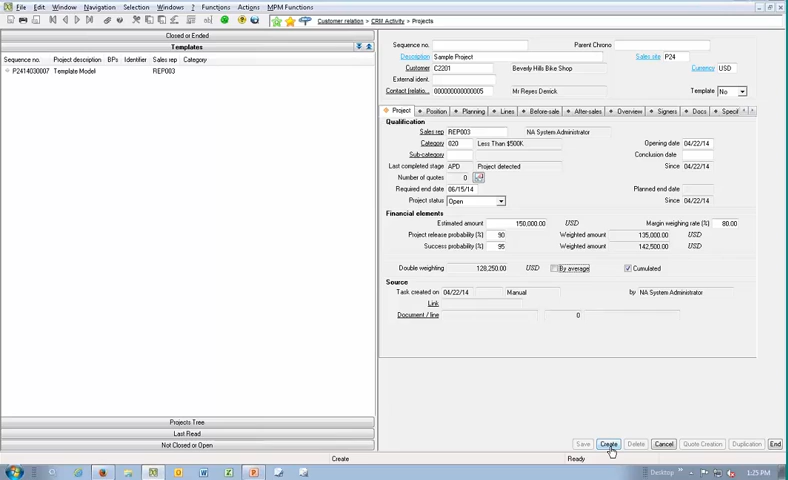 File Edit Window Navigation Selection Windows ? Functions Actions MPM Functions
Customer relation > CRM Activity > Projects
Closed or Ended
Templates
Sequence no. Project description BPs Identifier Sales rep Category
P2414030007 Template Model REP003
Projects Tree
Last Read
Not Closed or Open
Sequence no. Parent Chrono
Description Sample Project Sales site P24
Customer C2201 Beverly Hills Bike Shop Currency USD
External ident.
Contact (relatio... 000000000000005 Mr Reyes Derrick Template No
Project Position Planning Lines Before-sale After-sales Overview Signers Docs Specif
Qualification
Sales rep REP003 NA System Administrator
Category 020 Less Than $500K Opening date 04/22/14
Sub-category Conclusion date
Last completed stage APD Project detected Since 04/22/14
Number of quotes 0
Required end date 06/15/14 Planned end date
Project status Open Since 04/22/14
Financial elements
Estimated amount 150,000.00 USD Margin weighing rate (%) 80.00
Project release probability (%) 90 Weighted amount 135,000.00 USD
Success probability (%) 95 Weighted amount 142,500.00 USD
Double weighting 128,250.00 USD By average Cumulated
Source
Task created on 04/22/14 Manual by NA System Administrator
Link
Document / line 0
Save Create Delete Cancel Quote Creation Duplication End
Create Ready
Desktop 1:25 PM